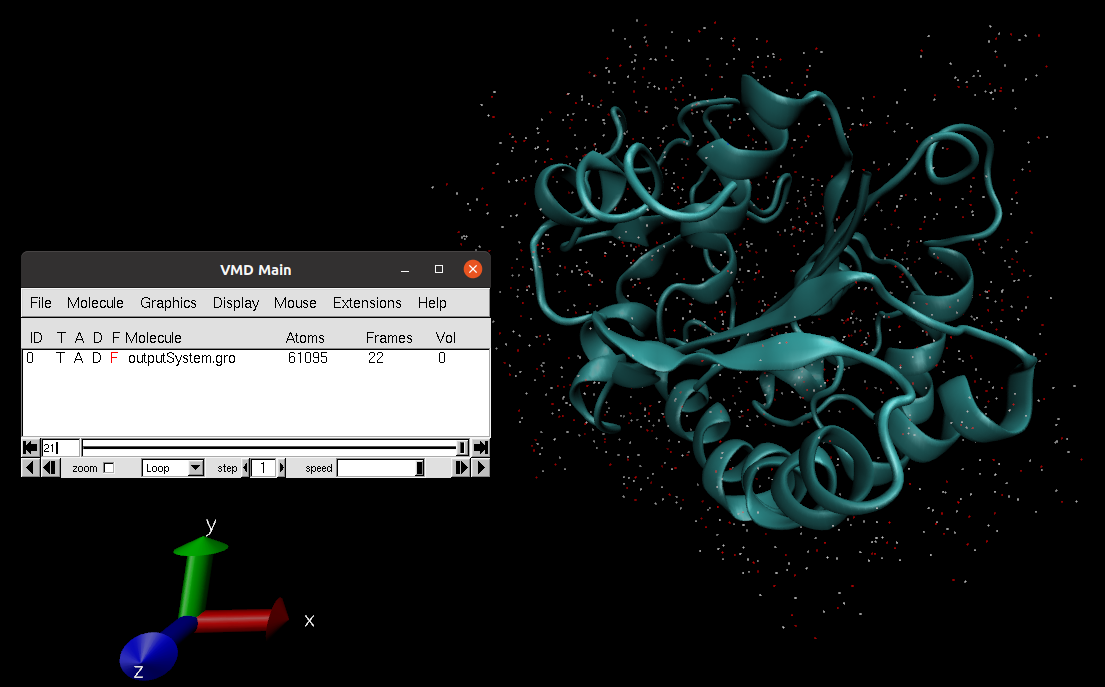 VMD Main
File Molecule Graphics Display Mouse Extensions Help
ID T A D F Molecule Atoms Frames Vol
0 T A D F outputSystem.gro 61095 22 0
21
zoom Loop step 1 speed
y
x
z